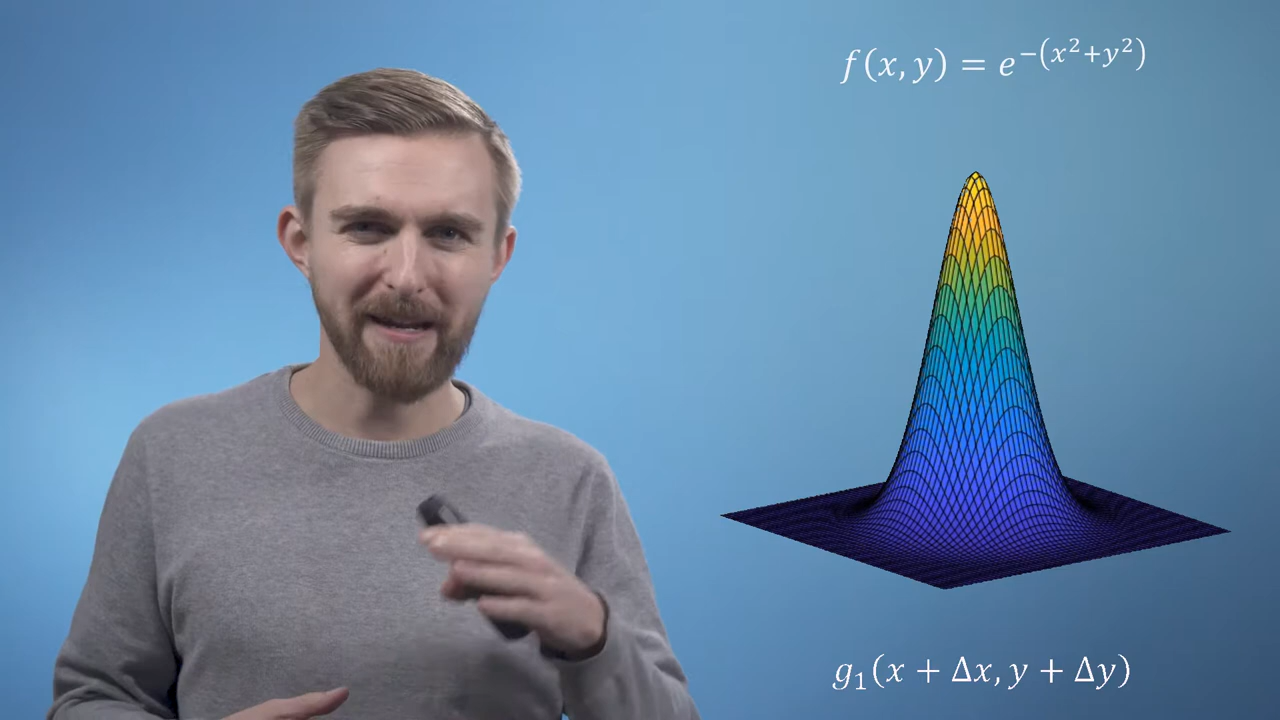 f(x, y) = e^{-(x^2+y^2)}
g_1(x + Δx, y + Δy)